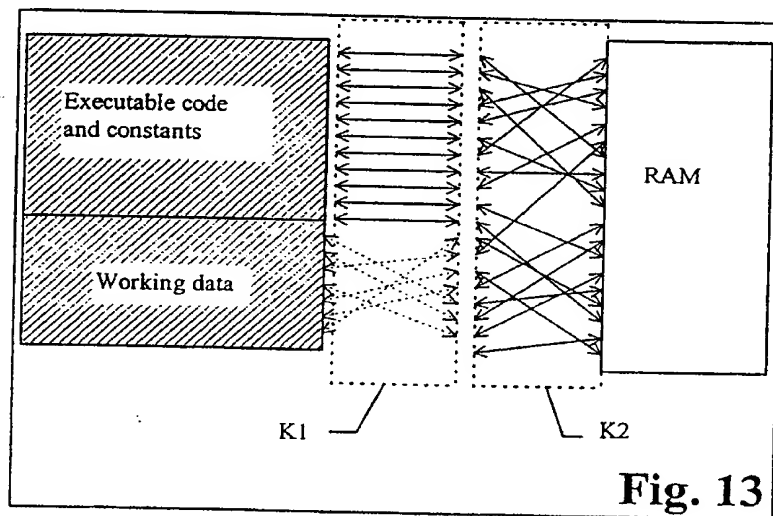 Executable code
and constants
RAM
Working data
K1
K2
Fig. 13